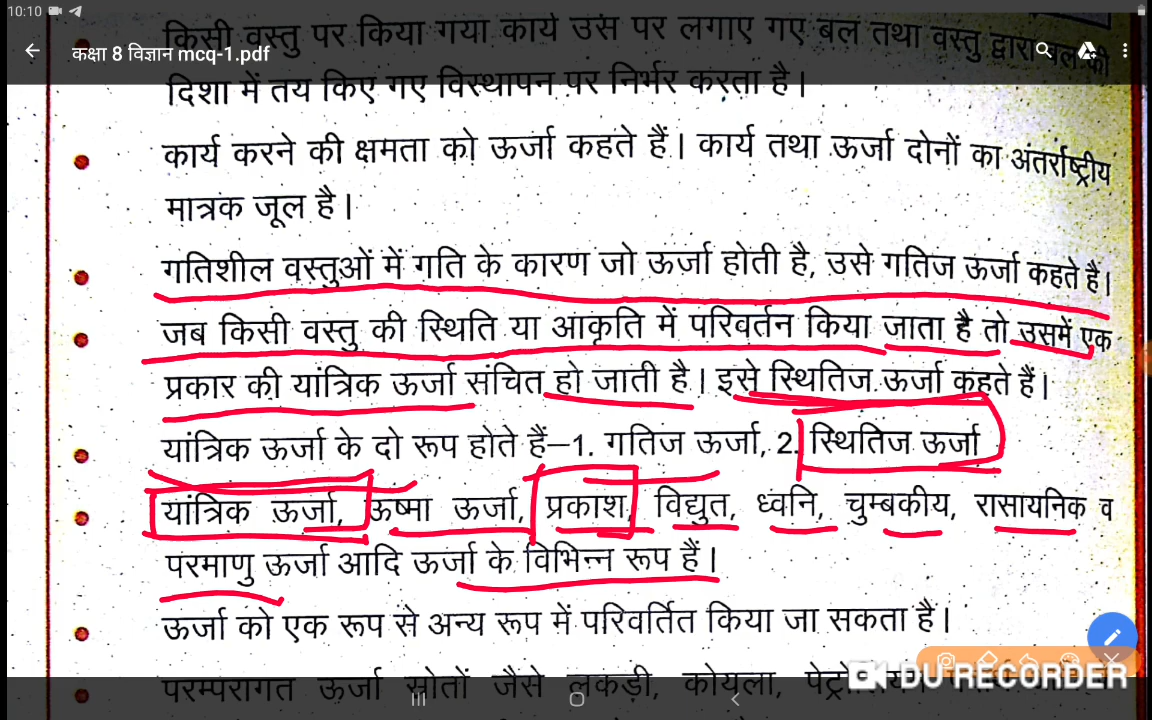 10:10
किसी वस्तु पर किया गया कार्य उस पर लगाए गए बल तथा वस्तु द्वारा बल की
कक्षा 8 विज्ञान mcq-1.pdf
दिशा में तय किए गए विस्थापन पर निर्भर करता है।
कार्य करने की क्षमता को ऊर्जा कहते हैं। कार्य तथा ऊर्जा दोनों का अंतर्राष्ट्रीय
मात्रक जूल है।
गतिशील वस्तुओं में गति के कारण जो ऊर्जा होती है, उसे गतिज ऊर्जा कहते हैं।
जब किसी वस्तु की स्थिति या आकृति में परिवर्तन किया जाता है तो उसमें एक
प्रकार की यांत्रिक ऊर्जा संचित हो जाती है। इसे स्थितिज ऊर्जा कहते हैं।
यांत्रिक ऊर्जा के दो रूप होते हैं–1. गतिज ऊर्जा, 2. स्थितिज ऊर्जा
यांत्रिक ऊर्जा, ऊष्मा ऊर्जा, प्रकाश, विद्युत, ध्वनि, चुम्बकीय, रासायनिक व
परमाणु ऊर्जा आदि ऊर्जा के विभिन्न रूप हैं।
ऊर्जा को एक रूप से अन्य रूप में परिवर्तित किया जा सकता है।
परम्परागत ऊर्जा स्रोतों जैसे लकड़ी, कोयला,
DU RECORDER